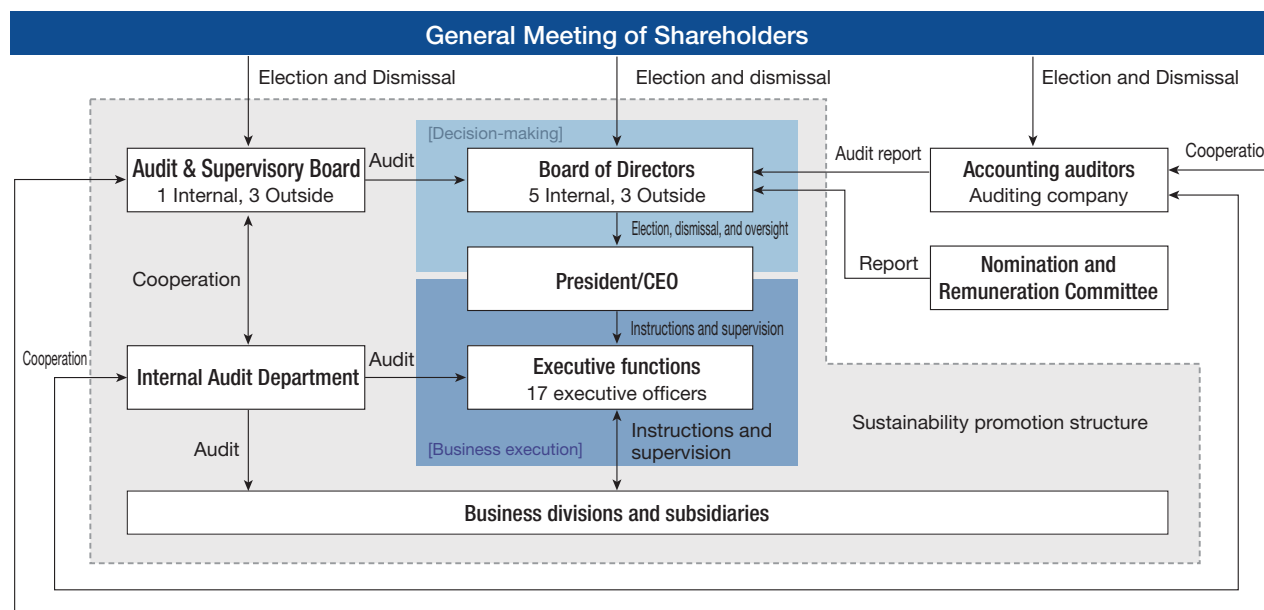 General Meeting of Shareholders
Election and Dismissal
Election and dismissal
Election and Dismissal
[Decision-making]
Audit & Supervisory Board
1 Internal, 3 Outside
Audit
Board of Directors
5 Internal, 3 Outside
Audit report
Accounting auditors
Auditing company
Cooperatio
Election, dismissal, and oversight
Cooperation
President/CEO
Report
Nomination and
Remuneration Committee
Instructions and supervision
Cooperation
Internal Audit Department
Audit
Executive functions
17 executive officers
Sustainability promotion structure
Audit
[Business execution]
Instructions and
supervision
Business divisions and subsidiaries